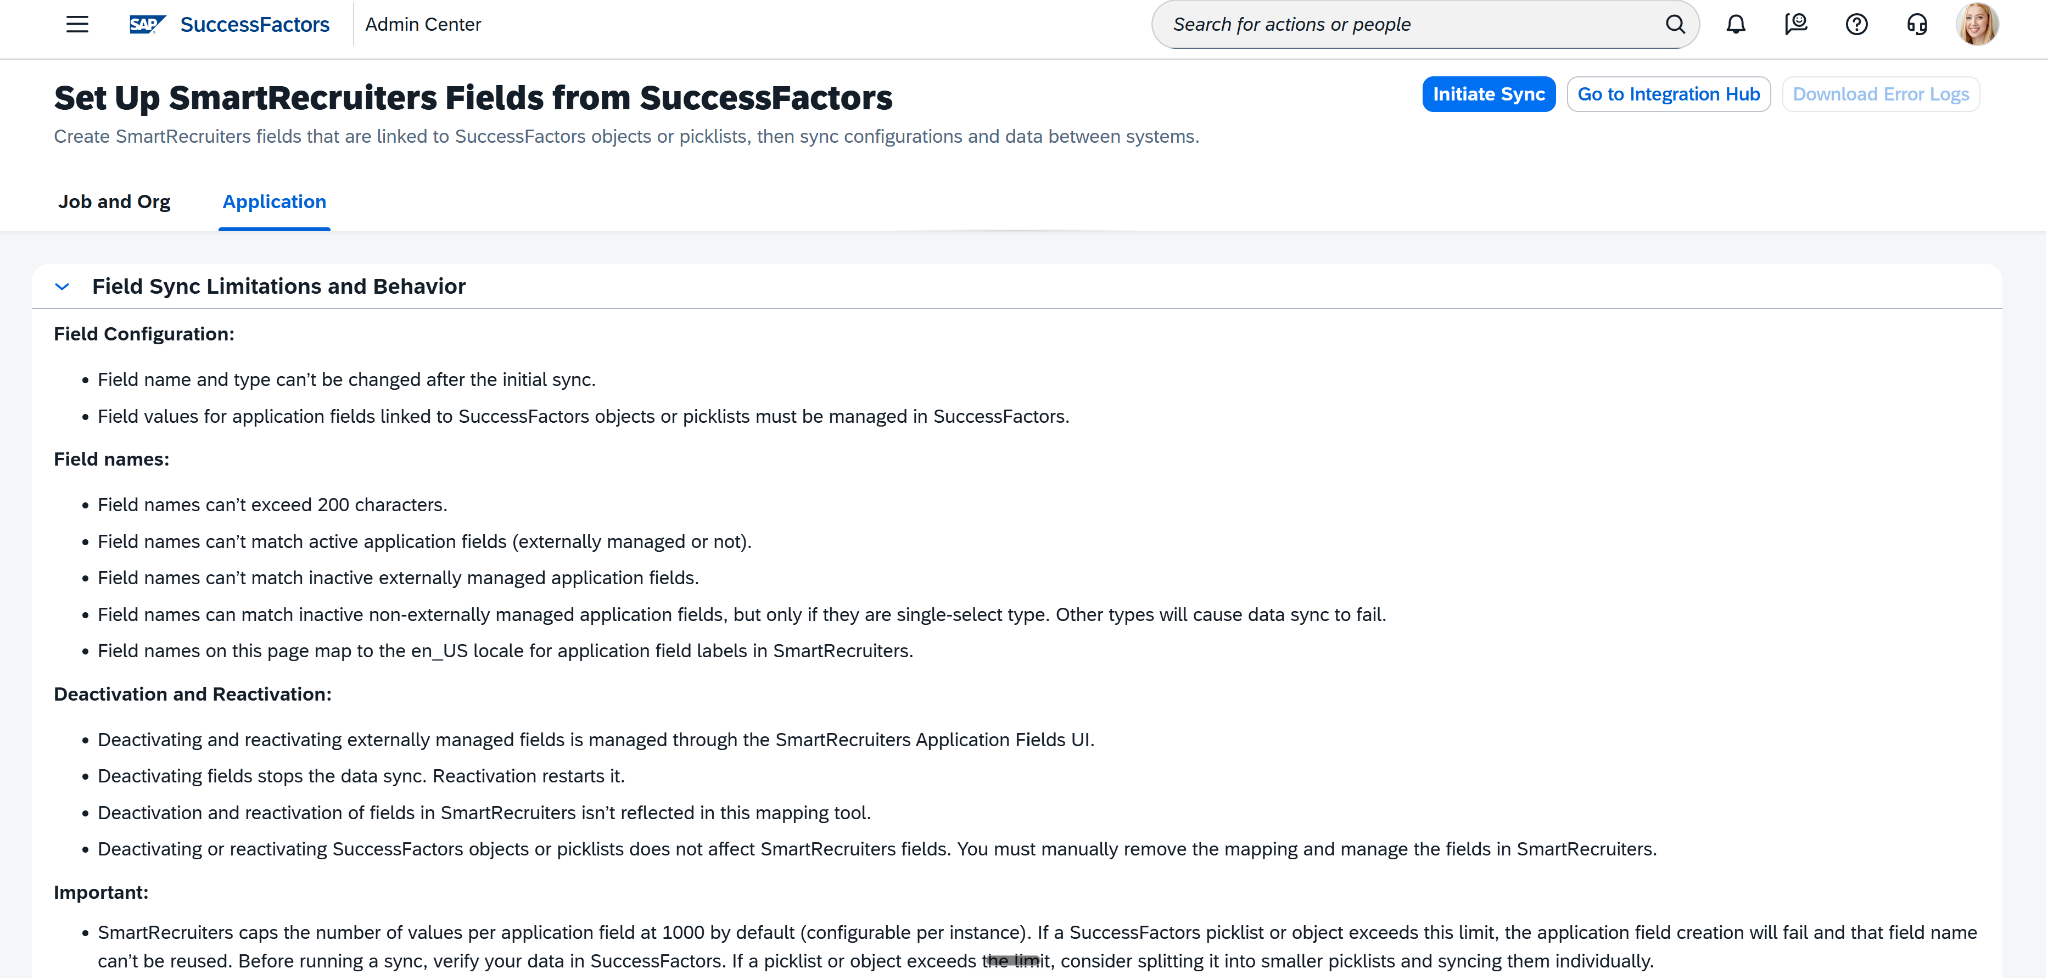 SAP SuccessFactors Admin Center Search for actions or people
Set Up SmartRecruiters Fields from SuccessFactors
Initiate Sync Go to Integration Hub Download Error Logs
Create SmartRecruiters fields that are linked to SuccessFactors objects or picklists, then sync configurations and data between systems.
Job and Org Application
Field Sync Limitations and Behavior
Field Configuration:
• Field name and type can’t be changed after the initial sync.
• Field values for application fields linked to SuccessFactors objects or picklists must be managed in SuccessFactors.
Field names:
• Field names can’t exceed 200 characters.
• Field names can’t match active application fields (externally managed or not).
• Field names can’t match inactive externally managed application fields.
• Field names can match inactive non-externally managed application fields, but only if they are single-select type. Other types will cause data sync to fail.
• Field names on this page map to the en_US locale for application field labels in SmartRecruiters.
Deactivation and Reactivation:
• Deactivating and reactivating externally managed fields is managed through the SmartRecruiters Application Fields UI.
• Deactivating fields stops the data sync. Reactivation restarts it.
• Deactivation and reactivation of fields in SmartRecruiters isn’t reflected in this mapping tool.
• Deactivating or reactivating SuccessFactors objects or picklists does not affect SmartRecruiters fields. You must manually remove the mapping and manage the fields in SmartRecruiters.
Important:
• SmartRecruiters caps the number of values per application field at 1000 by default (configurable per instance). If a SuccessFactors picklist or object exceeds this limit, the application field creation will fail and that field name
can’t be reused. Before running a sync, verify your data in SuccessFactors. If a picklist or object exceeds the limit, consider splitting it into smaller picklists and syncing them individually.